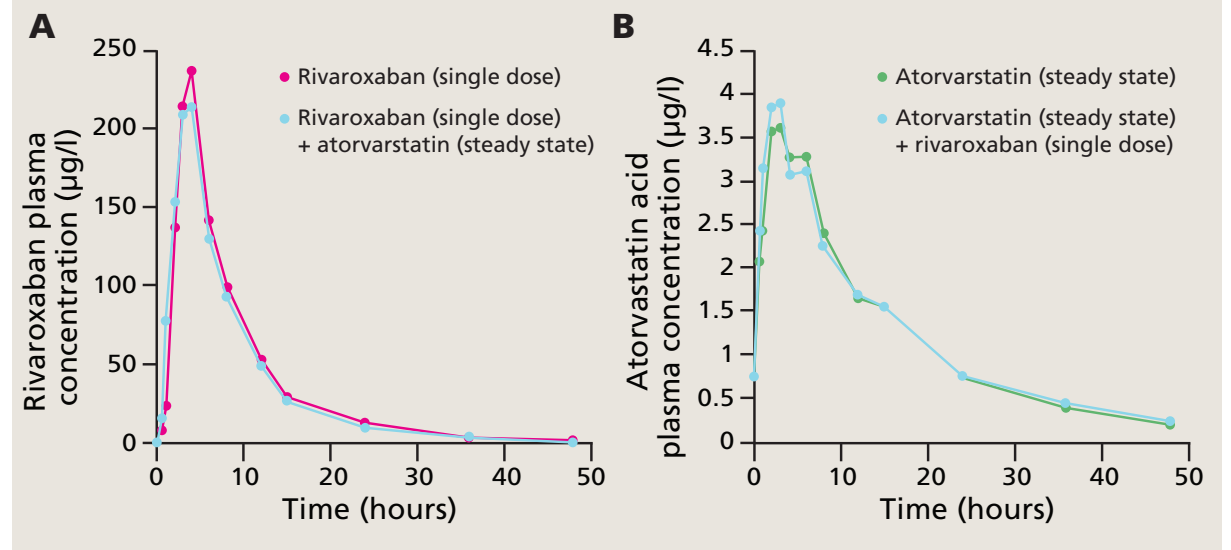 A
Rivaroxaban plasma
concentration (µg/l)
250
200
150
100
50
0
Rivaroxaban (single dose)
Rivaroxaban (single dose)
+ atorvarstatin (steady state)
0 10 20 30 40 50
Time (hours)
B
Atorvastatin acid
plasma concentration (µg/l)
4.5
4
3.5
3
2.5
2
1.5
1
0.5
0
Atorvarstatin (steady state)
Atorvarstatin (steady state)
+ rivaroxaban (single dose)
0 10 20 30 40 50
Time (hours)